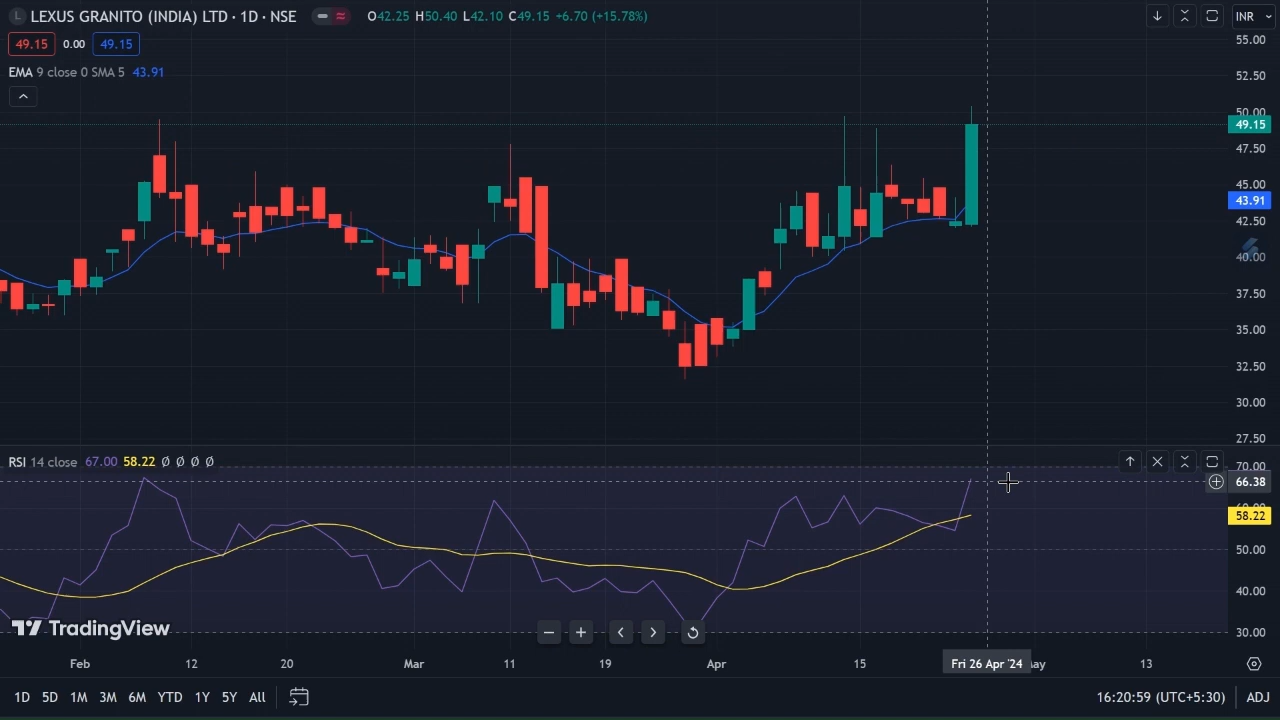 L LEXUS GRANITO (INDIA) LTD · 1D · NSE O42.25 H50.40 L42.10 C49.15 +6.70 (+15.78%) INR
49.15 0.00 49.15
EMA 9 close 0 SMA 5 43.91
55.00
52.50
50.00
49.15
47.50
45.00
43.91
42.50
40.00
37.50
35.00
32.50
30.00
27.50
RSI 14 close 67.00 58.22 Ø Ø Ø Ø
70.00
66.38
58.22
50.00
40.00
30.00
TradingView
Feb 12 20 Mar 11 19 Apr 15 Fri 26 Apr '24 ay 13
1D 5D 1M 3M 6M YTD 1Y 5Y All 16:20:59 (UTC+5:30) ADJ